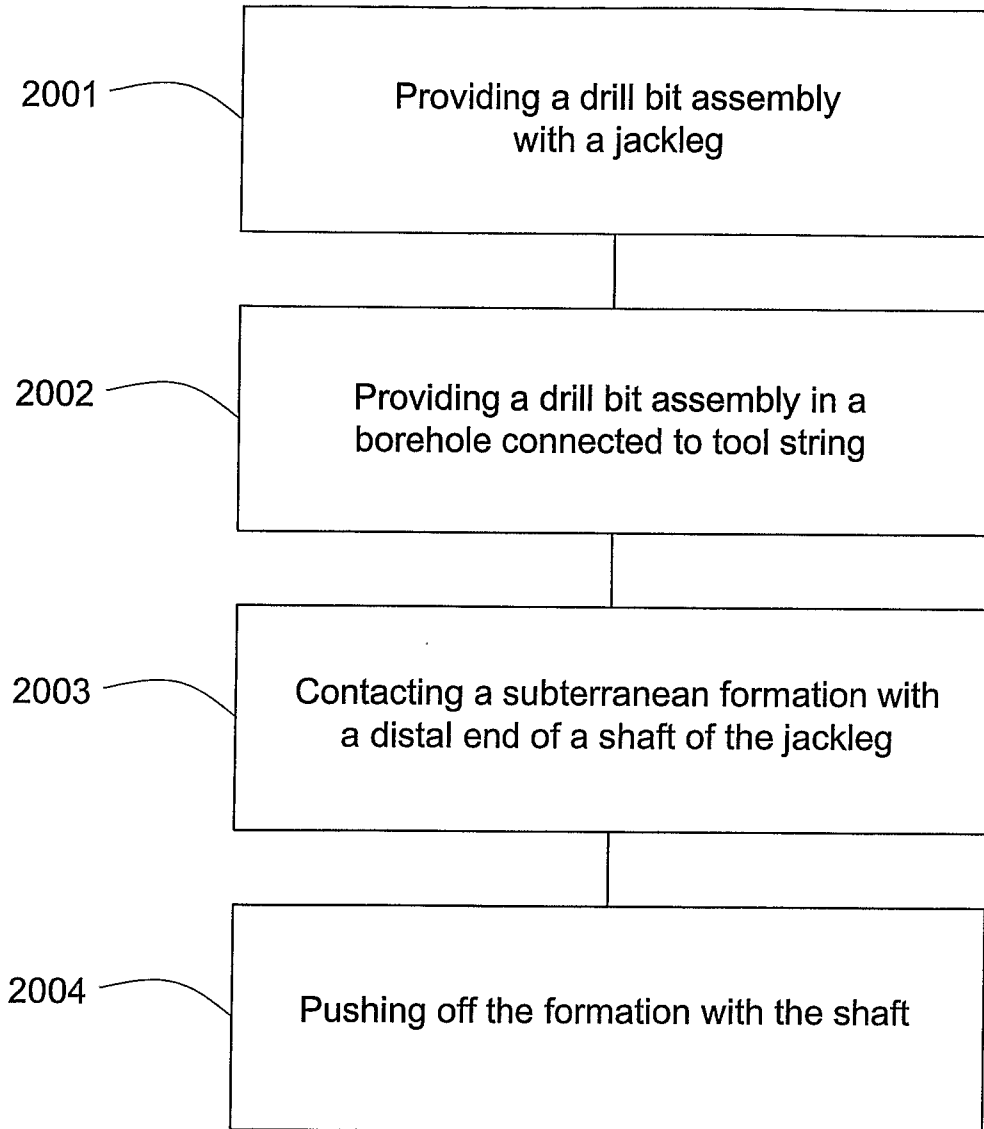 2001
Providing a drill bit assembly
with a jackleg
2002
Providing a drill bit assembly in a
borehole connected to tool string
2003
Contacting a subterranean formation with
a distal end of a shaft of the jackleg
2004
Pushing off the formation with the shaft